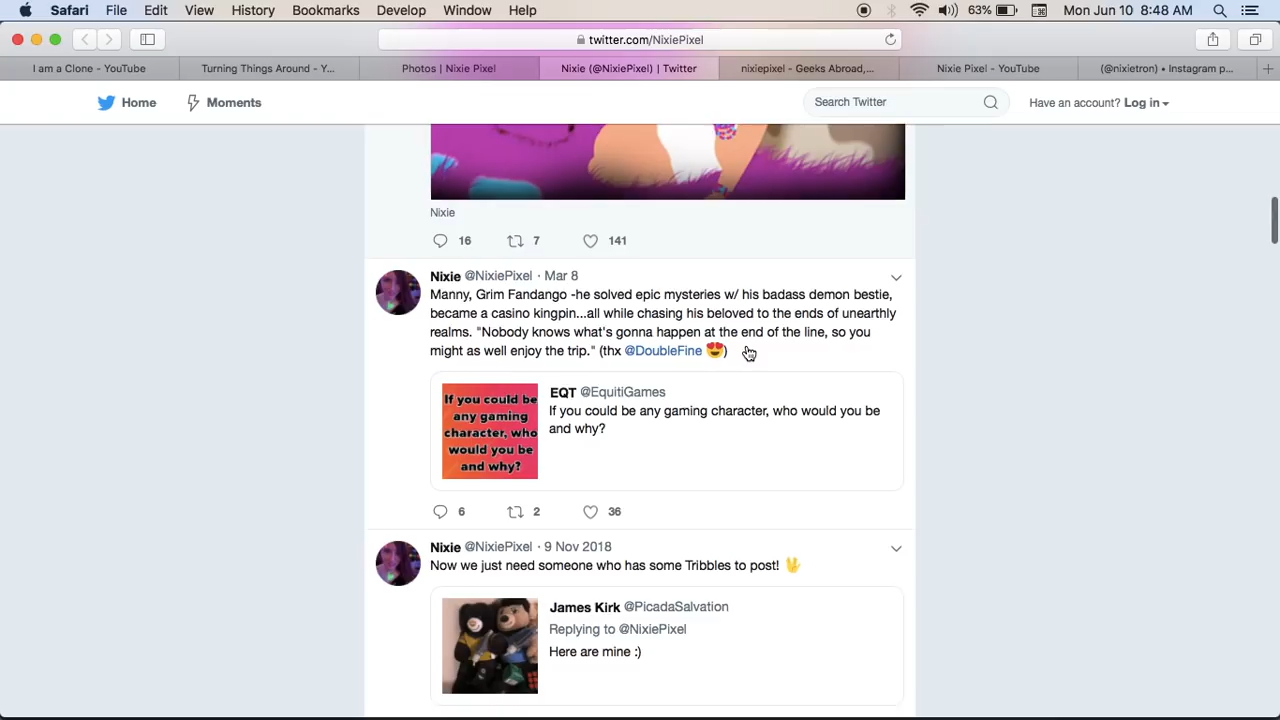 Safari File Edit View History Bookmarks Develop Window Help 63% Mon Jun 10 8:48 AM
twitter.com/NixiePixel
I am a Clone - YouTube Turning Things Around - Y... Photos | Nixie Pixel Nixie (@NixiePixel) | Twitter nixiepixel - Geeks Abroad,... Nixie Pixel - YouTube (@nixietron) • Instagram p...
Home Moments Search Twitter Have an account? Log in
Nixie
16 7 141
Nixie @NixiePixel · Mar 8
Manny, Grim Fandango -he solved epic mysteries w/ his badass demon bestie,
became a casino kingpin...all while chasing his beloved to the ends of unearthly
realms. "Nobody knows what's gonna happen at the end of the line, so you
might as well enjoy the trip." (thx @DoubleFine 😍)
If you could be
any gaming
character, who
would you be
and why?
EQT @EquitiGames
If you could be any gaming character, who would you be
and why?
6 2 36
Nixie @NixiePixel · 9 Nov 2018
Now we just need someone who has some Tribbles to post! 🖖
James Kirk @PicadaSalvation
Replying to @NixiePixel
Here are mine :)